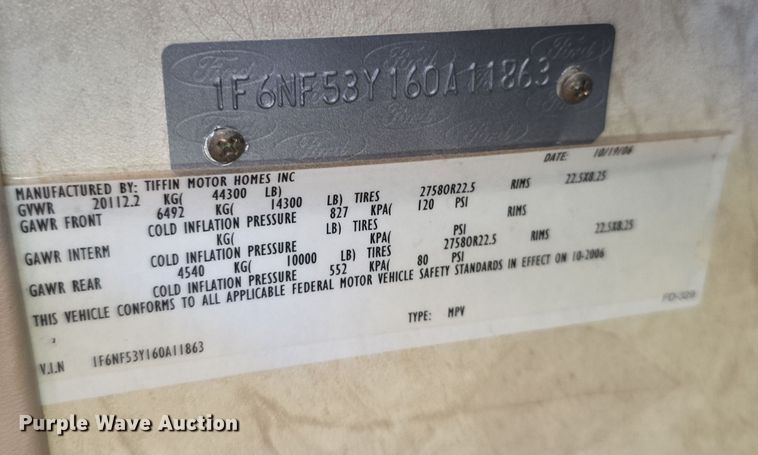 1F6NF53Y160A11863
DATE: 10/19/06
MANUFACTURED BY: TIFFIN MOTOR HOMES INC
GVWR 20112.2 KG( 44300 LB)
GAWR FRONT 6492 KG( 14300 LB) TIRES 27580R22.5 RIMS 22.5X8.25
COLD INFLATION PRESSURE 827 KPA( 120 PSI
GAWR INTERM KG( LB) TIRES RIMS
COLD INFLATION PRESSURE KPA( PSI
GAWR REAR 4540 KG( 10000 LB) TIRES 27580R22.5 RIMS 22.5X8.25
COLD INFLATION PRESSURE 552 KPA( 80 PSI
THIS VEHICLE CONFORMS TO ALL APPLICABLE FEDERAL MOTOR VEHICLE SAFETY STANDARDS IN EFFECT ON 10-2006
FD-329
TYPE: MPV
V.I.N 1F6NF53Y160A11863
Purple Wave Auction